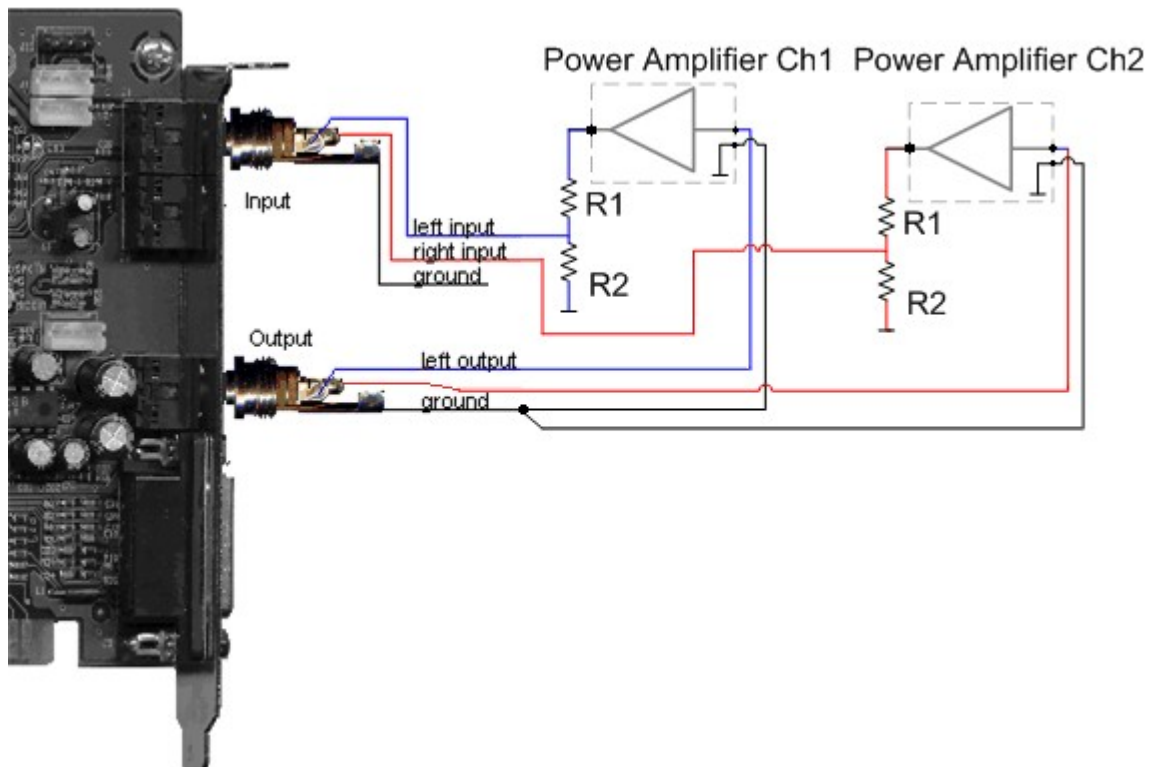 Power Amplifier Ch1
Power Amplifier Ch2
Input
R1
R1
left input
right input
ground
R2
R2
Output
left output
ground